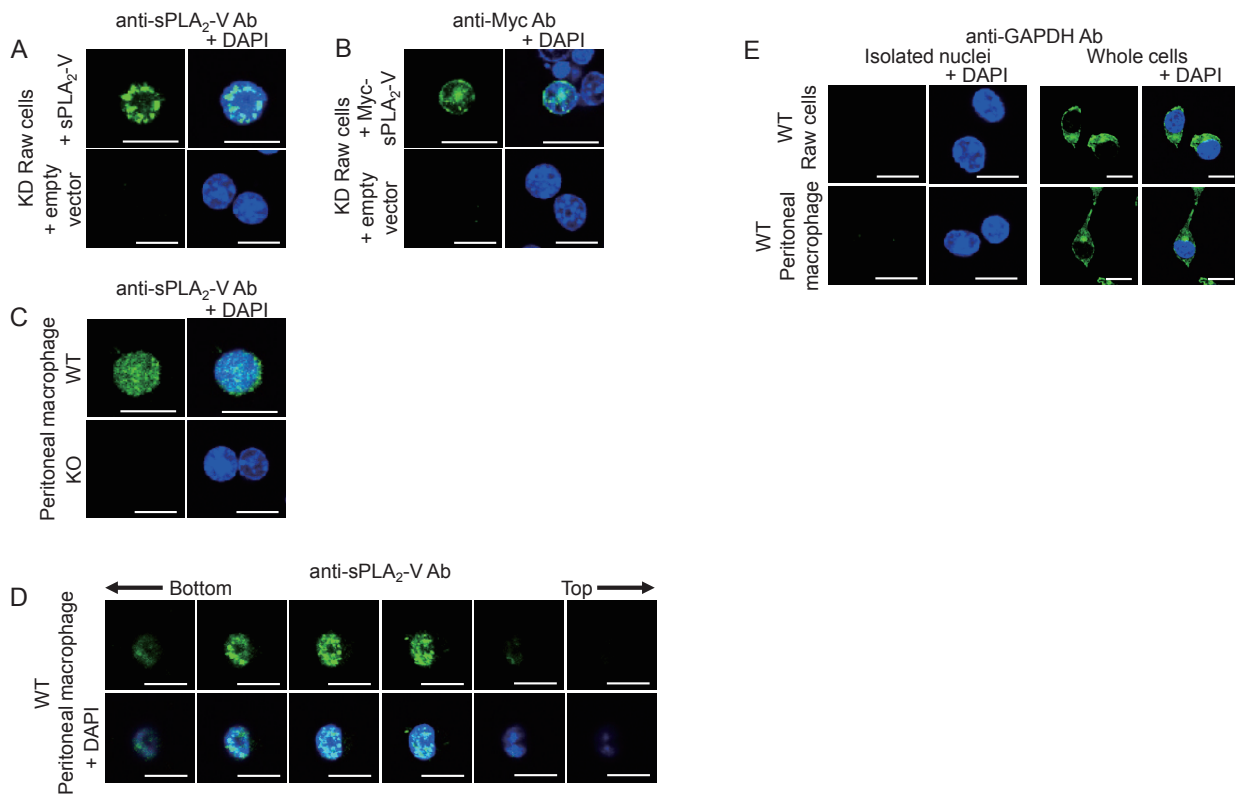 A
anti-sPLA₂-V Ab
+ DAPI
KD Raw cells
+ sPLA₂-V
+ empty
vector
B
anti-Myc Ab
+ DAPI
KD Raw cells
+ Myc-
sPLA₂-V
+ empty
vector
C
anti-sPLA₂-V Ab
+ DAPI
Peritoneal macrophage
WT
KO
D
anti-sPLA₂-V Ab
Bottom
Top
WT
Peritoneal macrophage
+ DAPI
E
anti-GAPDH Ab
Isolated nuclei
+ DAPI
Whole cells
+ DAPI
WT
Raw cells
WT
Peritoneal
macrophage